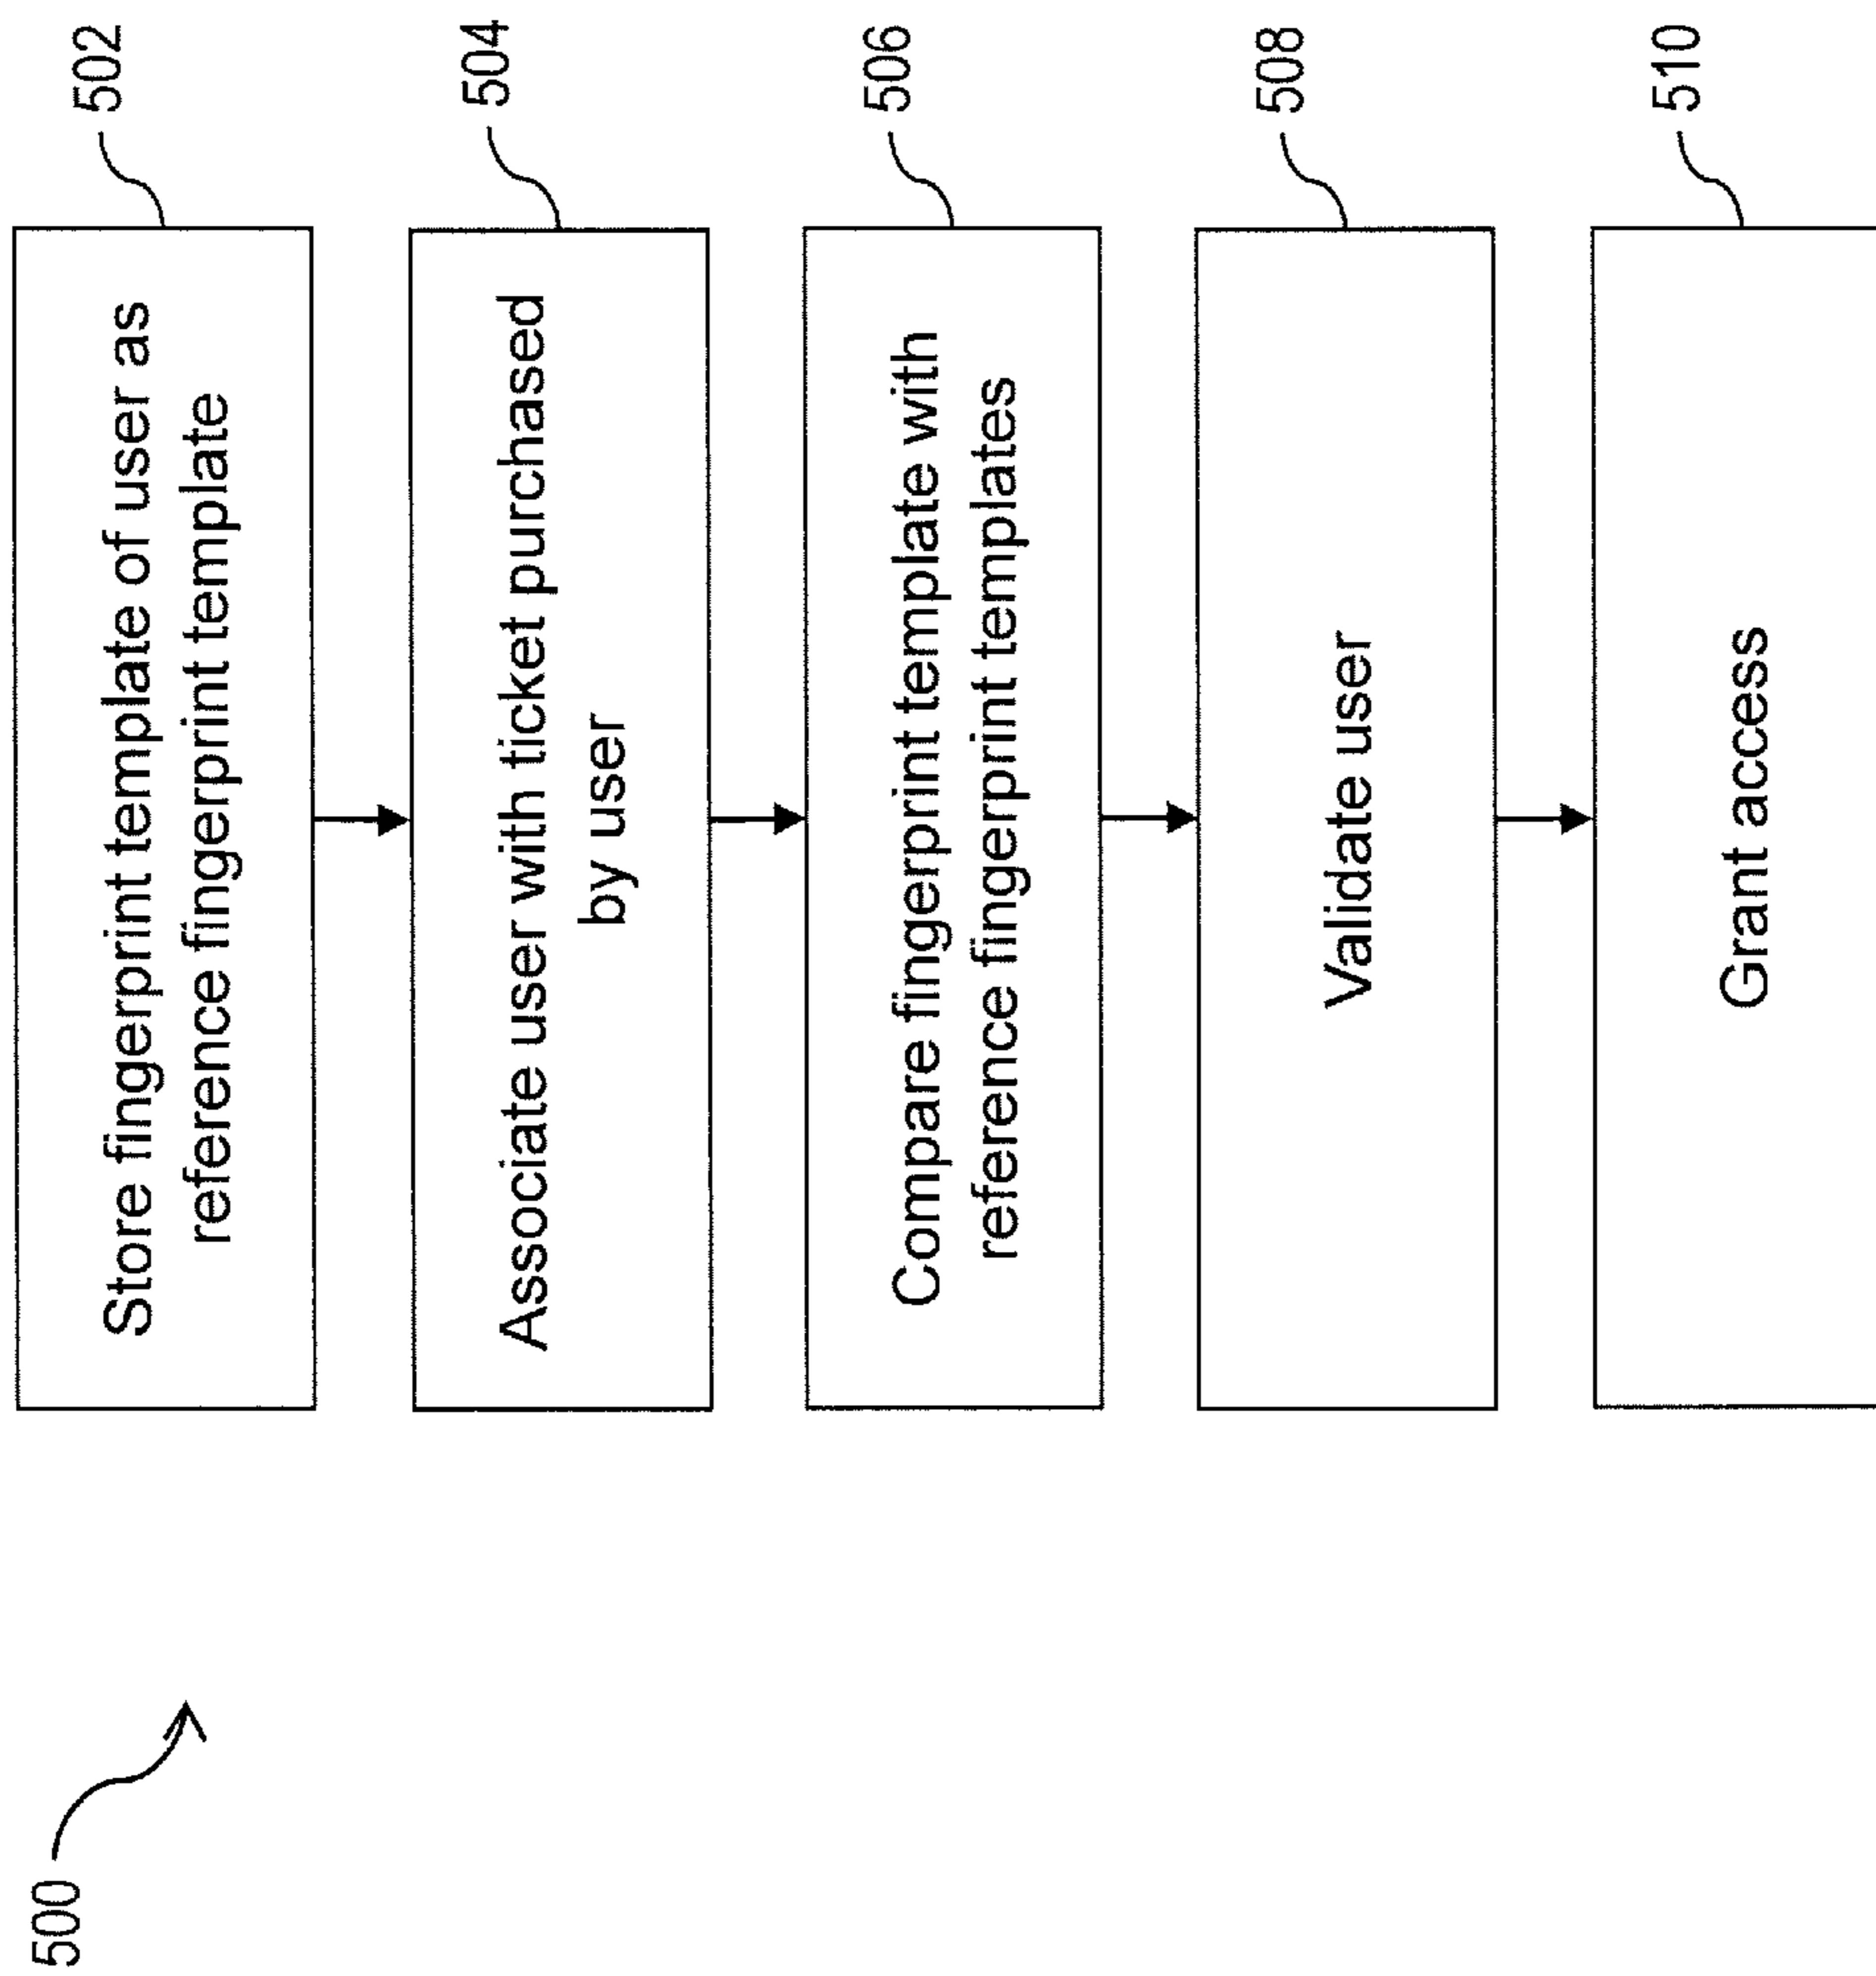 500
502
Store fingerprint template of user as
reference fingerprint template
504
Associate user with ticket purchased
by user
506
Compare fingerprint template with
reference fingerprint templates
508
Validate user
510
Grant access